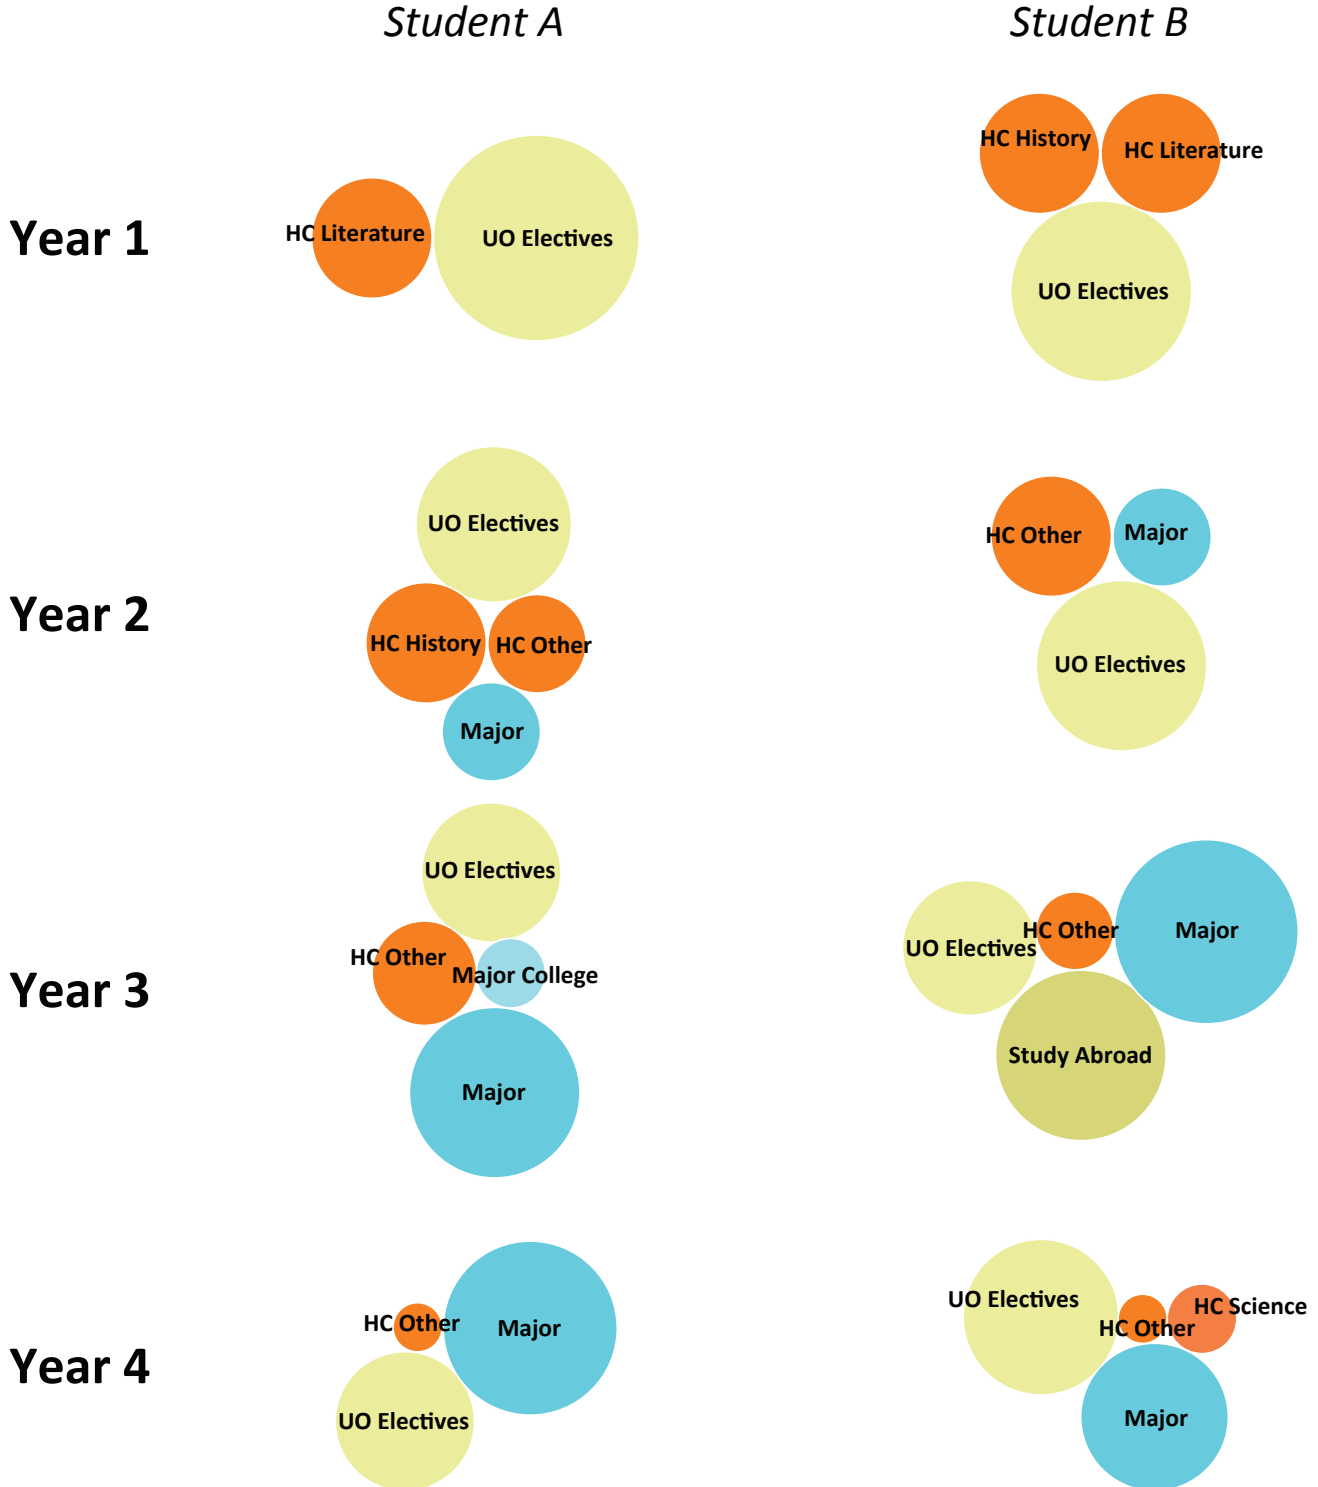 Student A
Student B
Year 1
HC Literature
UO Electives
HC History
HC Literature
UO Electives
Year 2
UO Electives
HC History
HC Other
Major
HC Other
Major
UO Electives
Year 3
UO Electives
HC Other
Major College
Major
UO Electives
HC Other
Major
Study Abroad
Year 4
HC Other
Major
UO Electives
UO Electives
HC Other
HC Science
Major